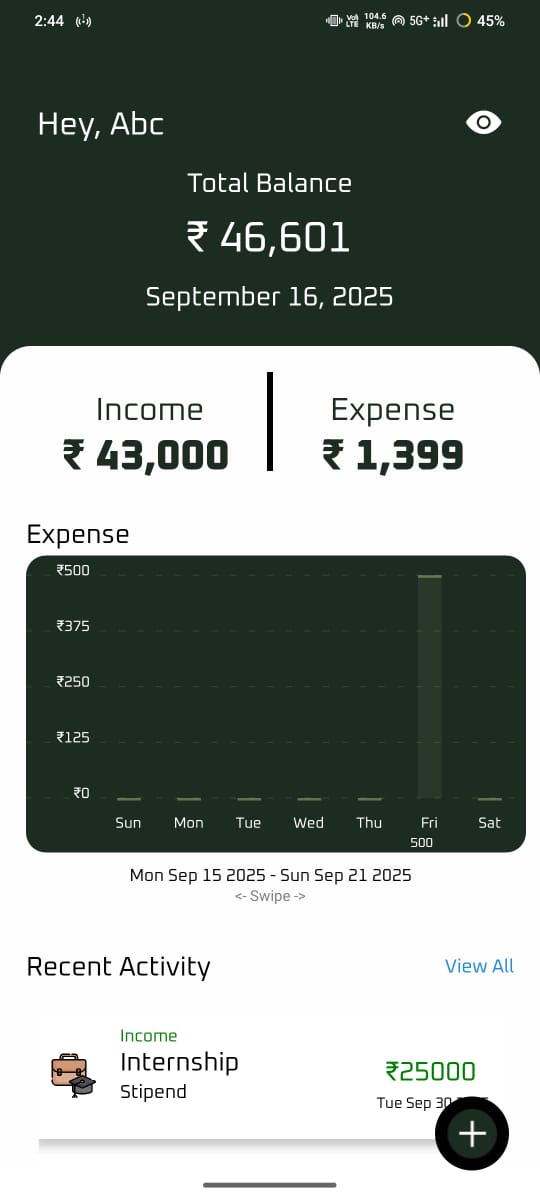 2:44
Vo) LTE 104.6 KB/s 5G+ 45%
Hey, Abc
Total Balance
₹ 46,601
September 16, 2025
Income Expense
₹ 43,000 ₹ 1,399
Expense
₹500
₹375
₹250
₹125
₹0
Sun Mon Tue Wed Thu Fri Sat
500
Mon Sep 15 2025 - Sun Sep 21 2025
<- Swipe ->
Recent Activity View All
Income
Internship
₹25000
Stipend
Tue Sep 30